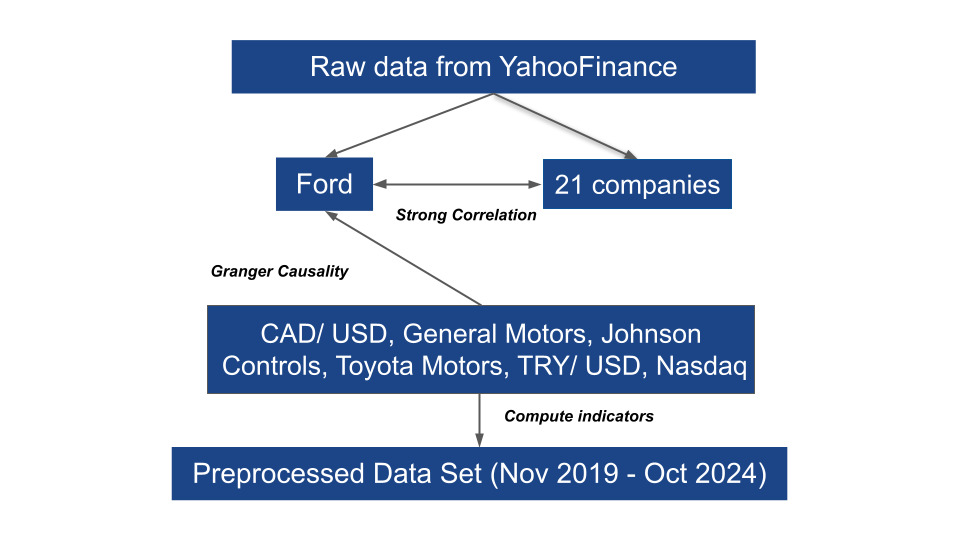 Raw data from YahooFinance
Ford
21 companies
Strong Correlation
Granger Causality
CAD/ USD, General Motors, Johnson
Controls, Toyota Motors, TRY/ USD, Nasdaq
Compute indicators
Preprocessed Data Set (Nov 2019 - Oct 2024)